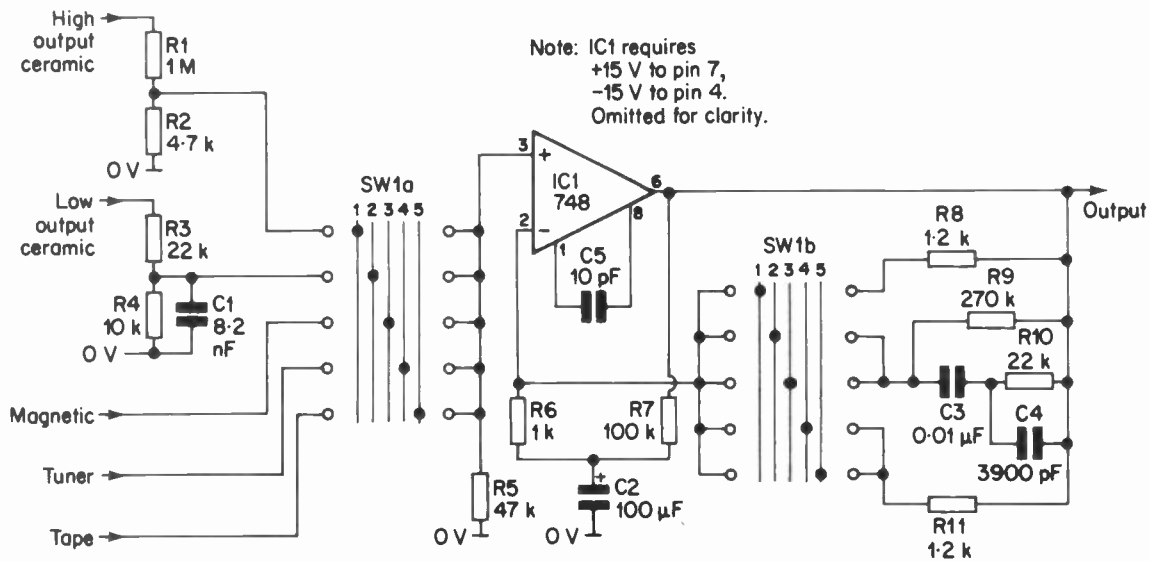 High
output
ceramic
R1
1 M
R2
4·7 k
0 V
Low
output
ceramic
R3
22 k
R4
10 k
C1
8·2
nF
0 V
Magnetic
Tuner
Tape
SW1a
1 2 3 4 5
Note: IC1 requires
+15 V to pin 7,
-15 V to pin 4.
Omitted for clarity.
3
+
IC1
748
6
2
-
1
8
C5
10 pF
R6
1 k
R7
100 k
R5
47 k
0 V
+
C2
100 µF
0 V
SW1b
1 2 3 4 5
Output
R8
1·2 k
R9
270 k
R10
22 k
C3
0·01 µF
C4
3900 pF
R11
1·2 k